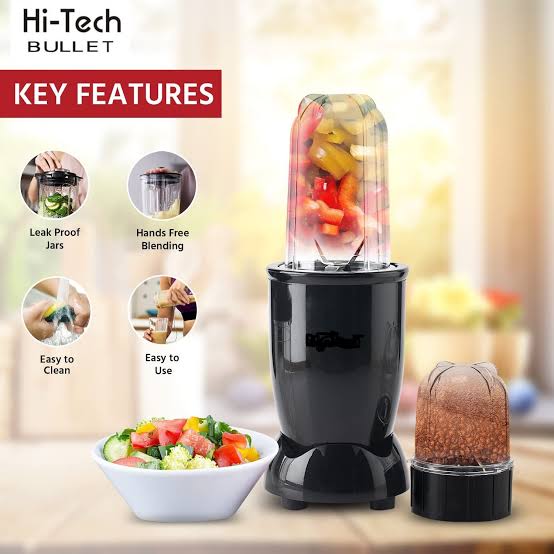 Hi-Tech
BULLET
KEY FEATURES
Leak Proof
Jars
Hands Free
Blending
Easy to
Clean
Easy to
Use